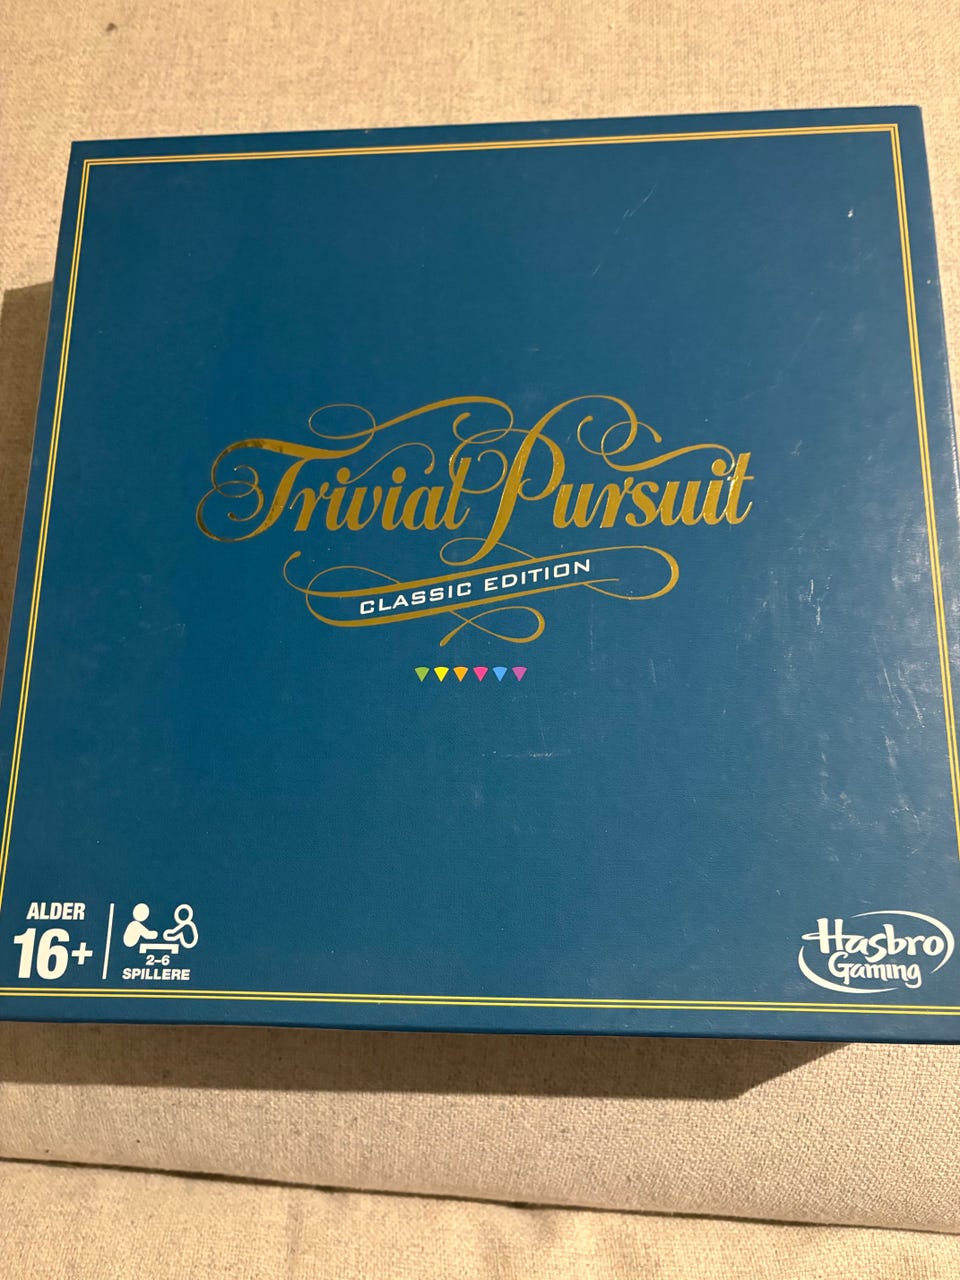 Trivial Pursuit
CLASSIC EDITION
ALDER
16+
2-6
SPILLERE
Hasbro
Gaming